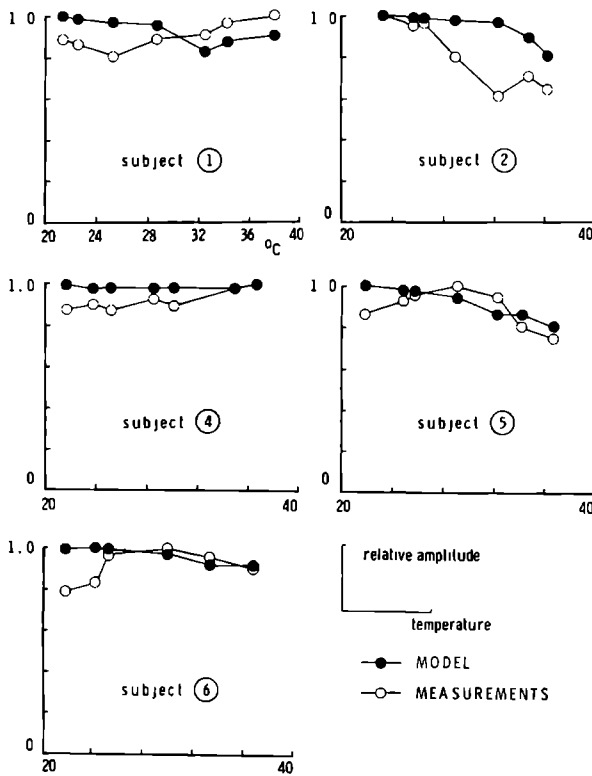 1 0
subject 1
0
20 24 28 32 36 40
°C
1 0
subject 2
0
20 40
1.0
subject 4
0
20 40
1 0
subject 5
0
20 40
1.0
subject 6
0
20 40
relative amplitude
temperature
MODEL
MEASUREMENTS